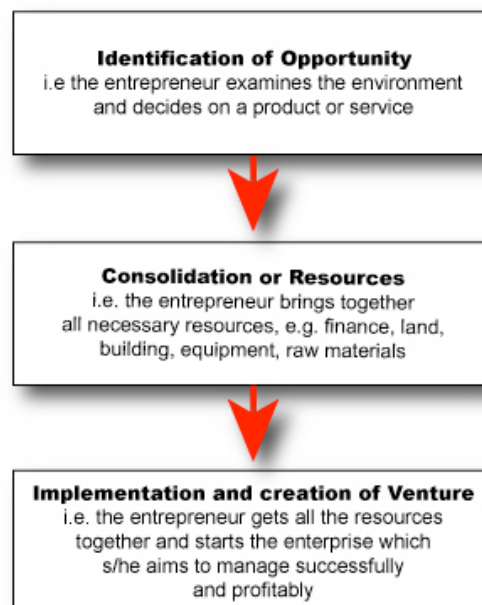 Identification of Opportunity
i.e the entrepreneur examines the environment
and decides on a product or service
Consolidation or Resources
i.e. the entrepreneur brings together
all necessary resources, e.g. finance, land,
building, equipment, raw materials
Implementation and creation of Venture
i.e. the entrepreneur gets all the resources
together and starts the enterprise which
s/he aims to manage successfully
and profitably